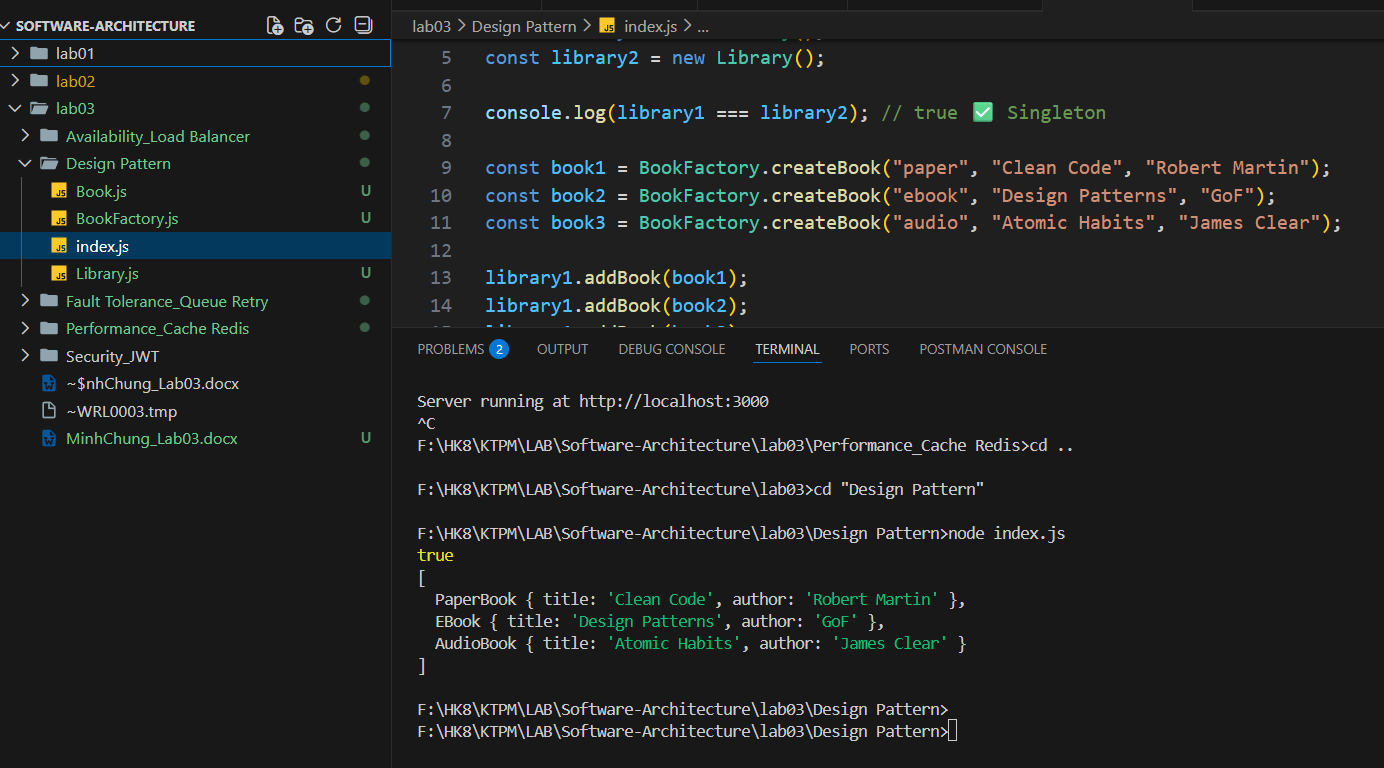 SOFTWARE-ARCHITECTURE
lab01
lab02
lab03
Availability_Load Balancer
Design Pattern
Book.js U
BookFactory.js U
index.js
Library.js U
Fault Tolerance_Queue Retry
Performance_Cache Redis
Security_JWT
~$nhChung_Lab03.docx
~WRL0003.tmp
MinhChung_Lab03.docx U
lab03 > Design Pattern > JS index.js > ...
5 const library2 = new Library();
6
7 console.log(library1 === library2); // true ✅ Singleton
8
9 const book1 = BookFactory.createBook("paper", "Clean Code", "Robert Martin");
10 const book2 = BookFactory.createBook("ebook", "Design Patterns", "GoF");
11 const book3 = BookFactory.createBook("audio", "Atomic Habits", "James Clear");
12
13 library1.addBook(book1);
14 library1.addBook(book2);
PROBLEMS 2 OUTPUT DEBUG CONSOLE TERMINAL PORTS POSTMAN CONSOLE
Server running at http://localhost:3000
^C
F:\HK8\KTPM\LAB\Software-Architecture\lab03\Performance_Cache Redis>cd ..
F:\HK8\KTPM\LAB\Software-Architecture\lab03>cd "Design Pattern"
F:\HK8\KTPM\LAB\Software-Architecture\lab03\Design Pattern>node index.js
true
[
PaperBook { title: 'Clean Code', author: 'Robert Martin' },
EBook { title: 'Design Patterns', author: 'GoF' },
AudioBook { title: 'Atomic Habits', author: 'James Clear' }
]
F:\HK8\KTPM\LAB\Software-Architecture\lab03\Design Pattern>
F:\HK8\KTPM\LAB\Software-Architecture\lab03\Design Pattern>